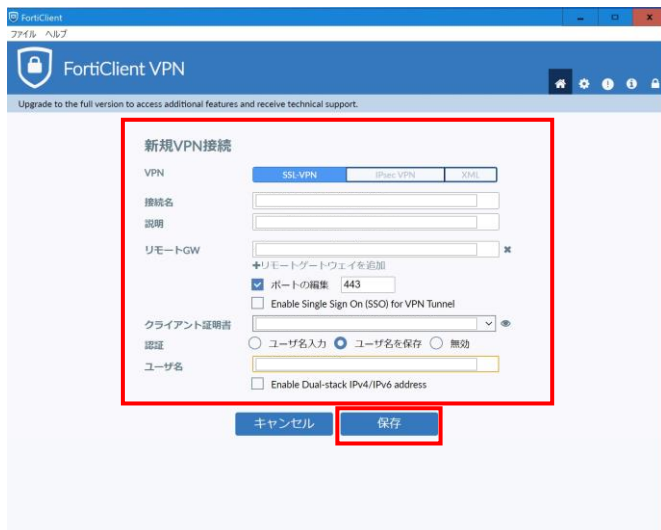 FortiClient
ファイル ヘルプ
FortiClient VPN
Upgrade to the full version to access additional features and receive technical support.
新規VPN接続
VPN SSL-VPN IPsec VPN XML
接続名
説明
リモートGW
+リモートゲートウェイを追加
ポートの編集 443
Enable Single Sign On (SSO) for VPN Tunnel
クライアント証明書
認証 ユーザ名入力 ユーザ名を保存 無効
ユーザ名
Enable Dual-stack IPv4/IPv6 address
キャンセル 保存